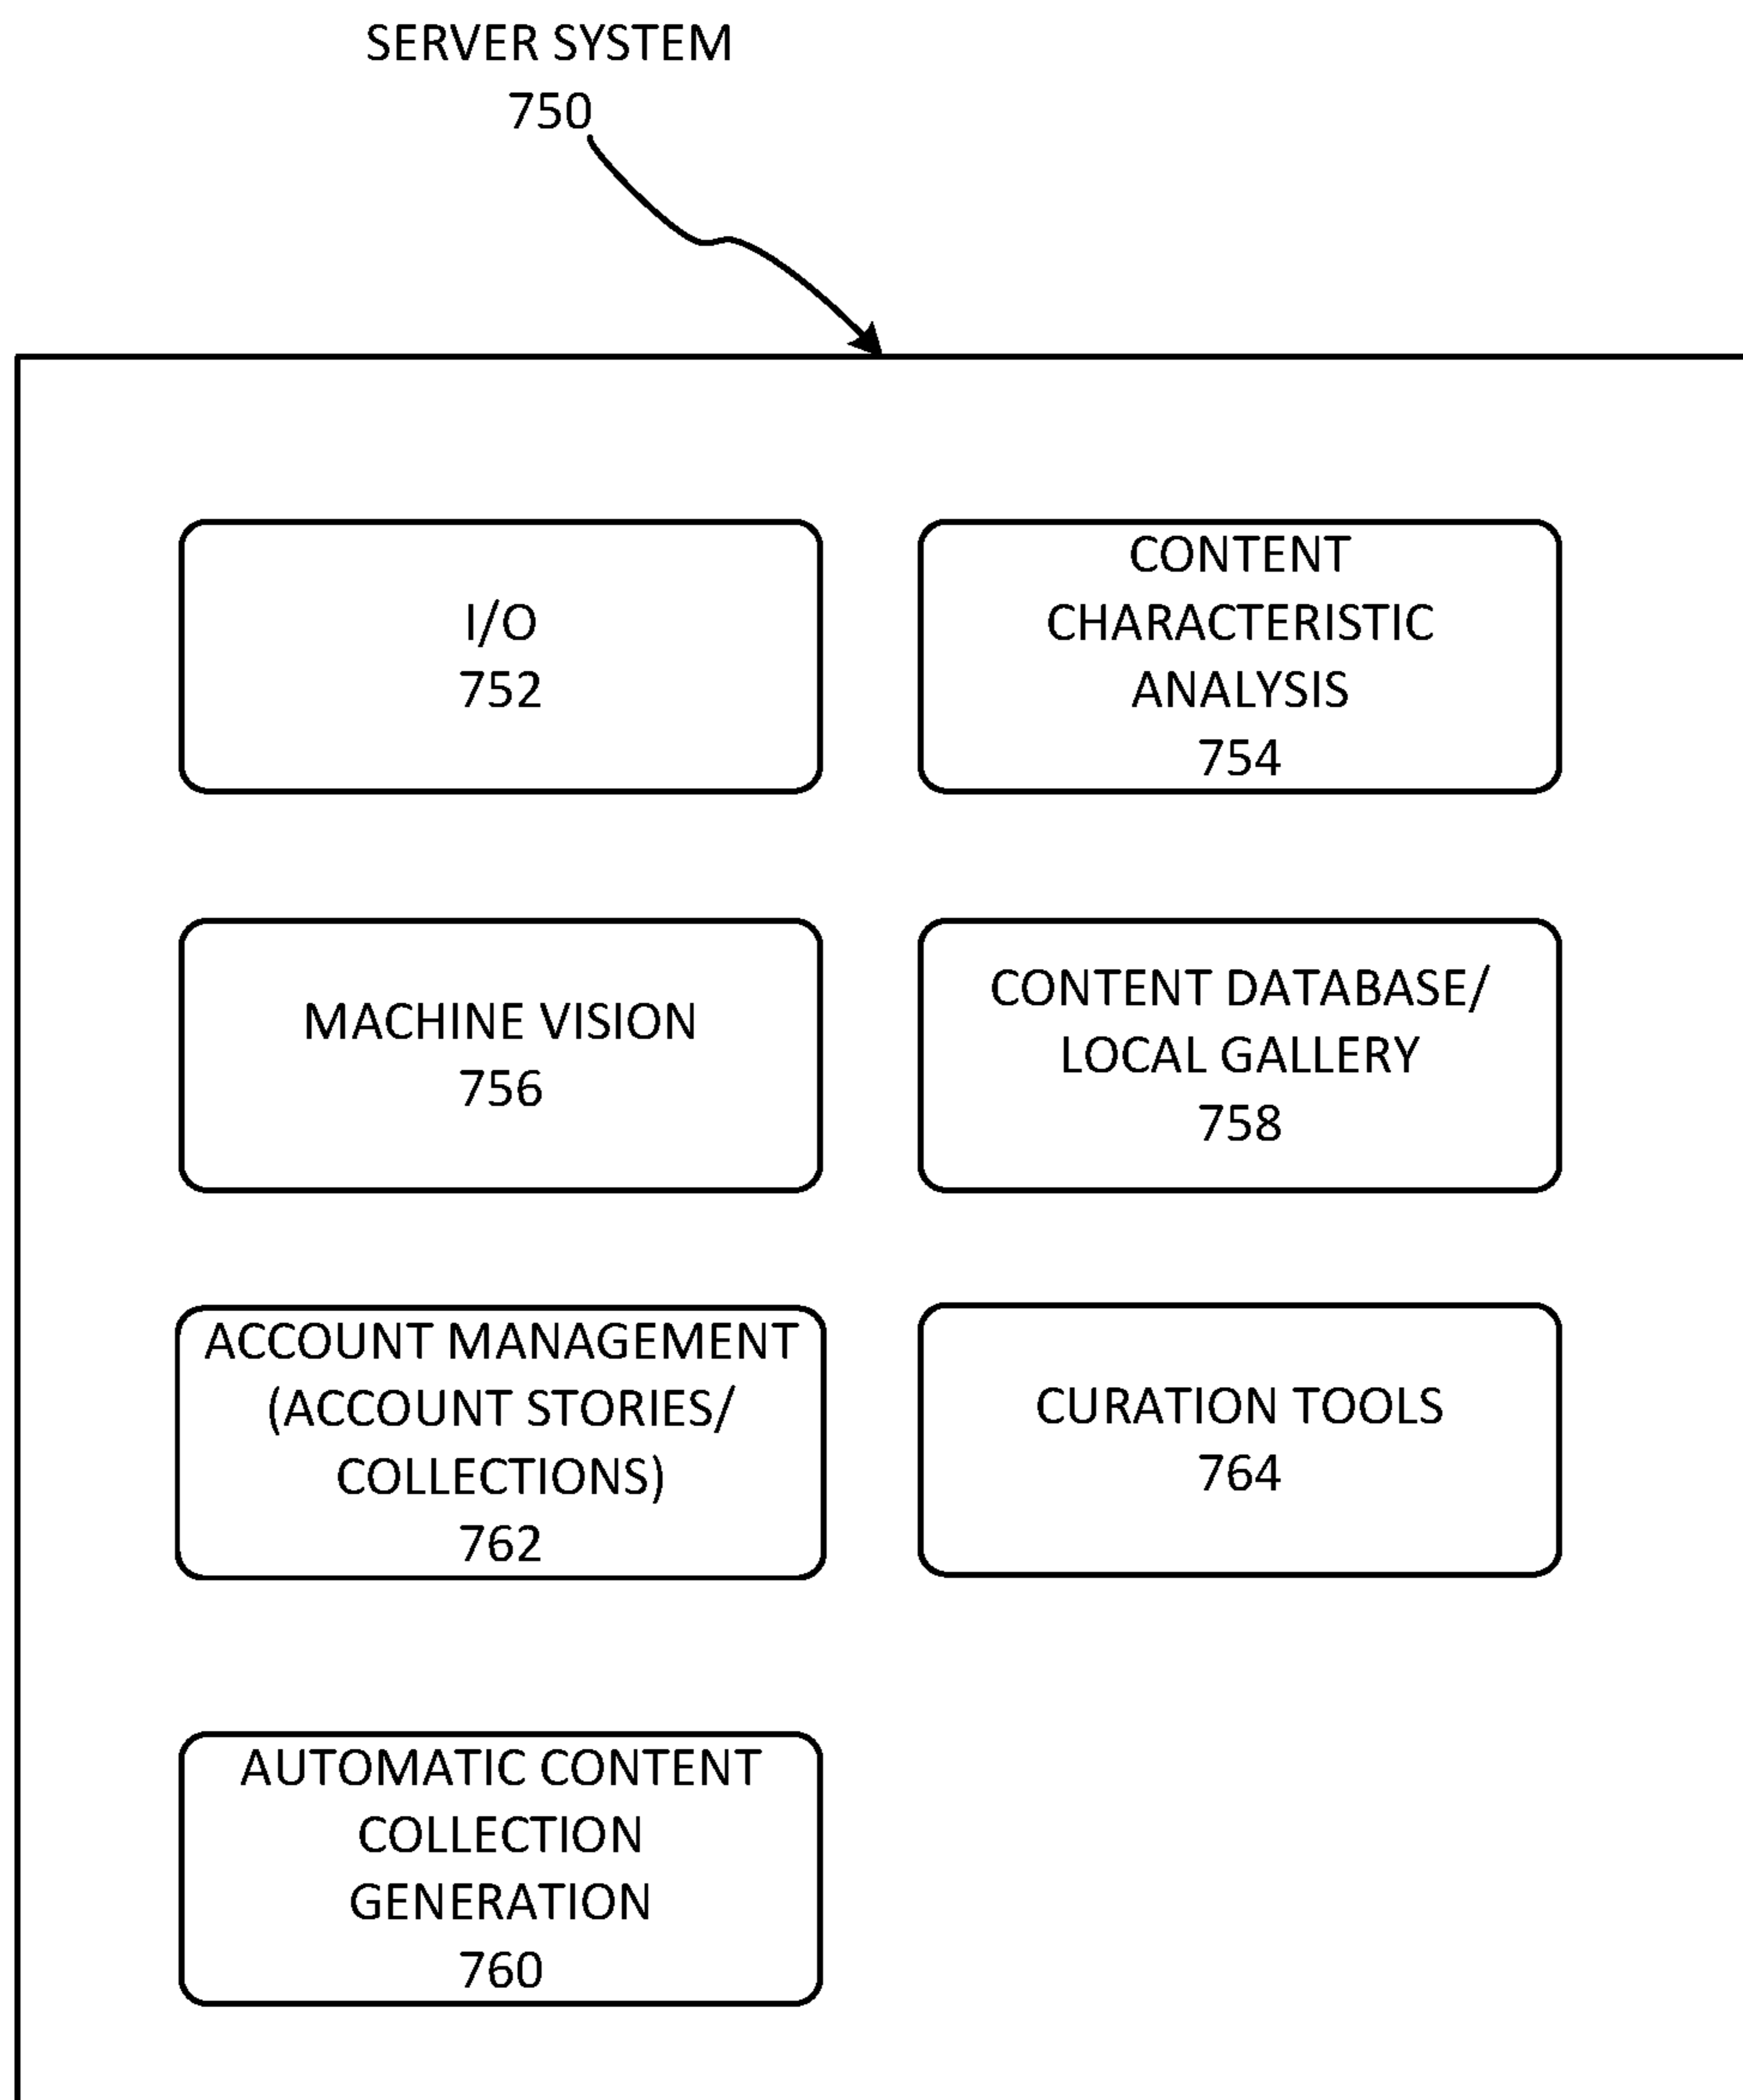 SERVER SYSTEM
750
I/O
752
CONTENT
CHARACTERISTIC
ANALYSIS
754
MACHINE VISION
756
CONTENT DATABASE/
LOCAL GALLERY
758
ACCOUNT MANAGEMENT
(ACCOUNT STORIES/
COLLECTIONS)
762
CURATION TOOLS
764
AUTOMATIC CONTENT
COLLECTION
GENERATION
760